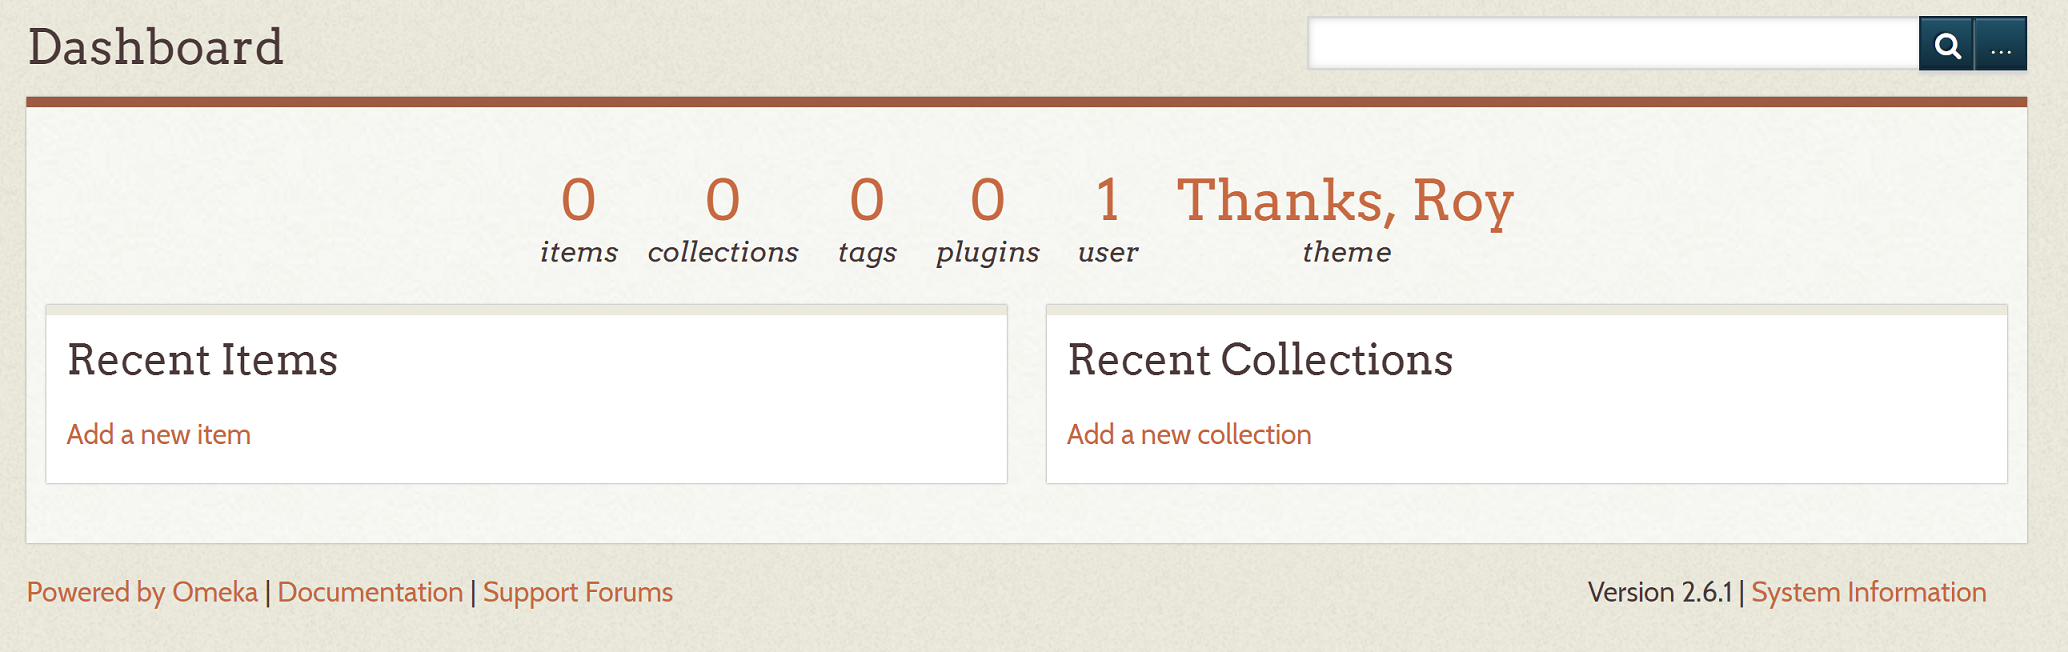 Dashboard
...
0 0 0 0 1 Thanks, Roy
items collections tags plugins user theme
Recent Items
Add a new item
Recent Collections
Add a new collection
Powered by Omeka | Documentation | Support Forums
Version 2.6.1 | System Information